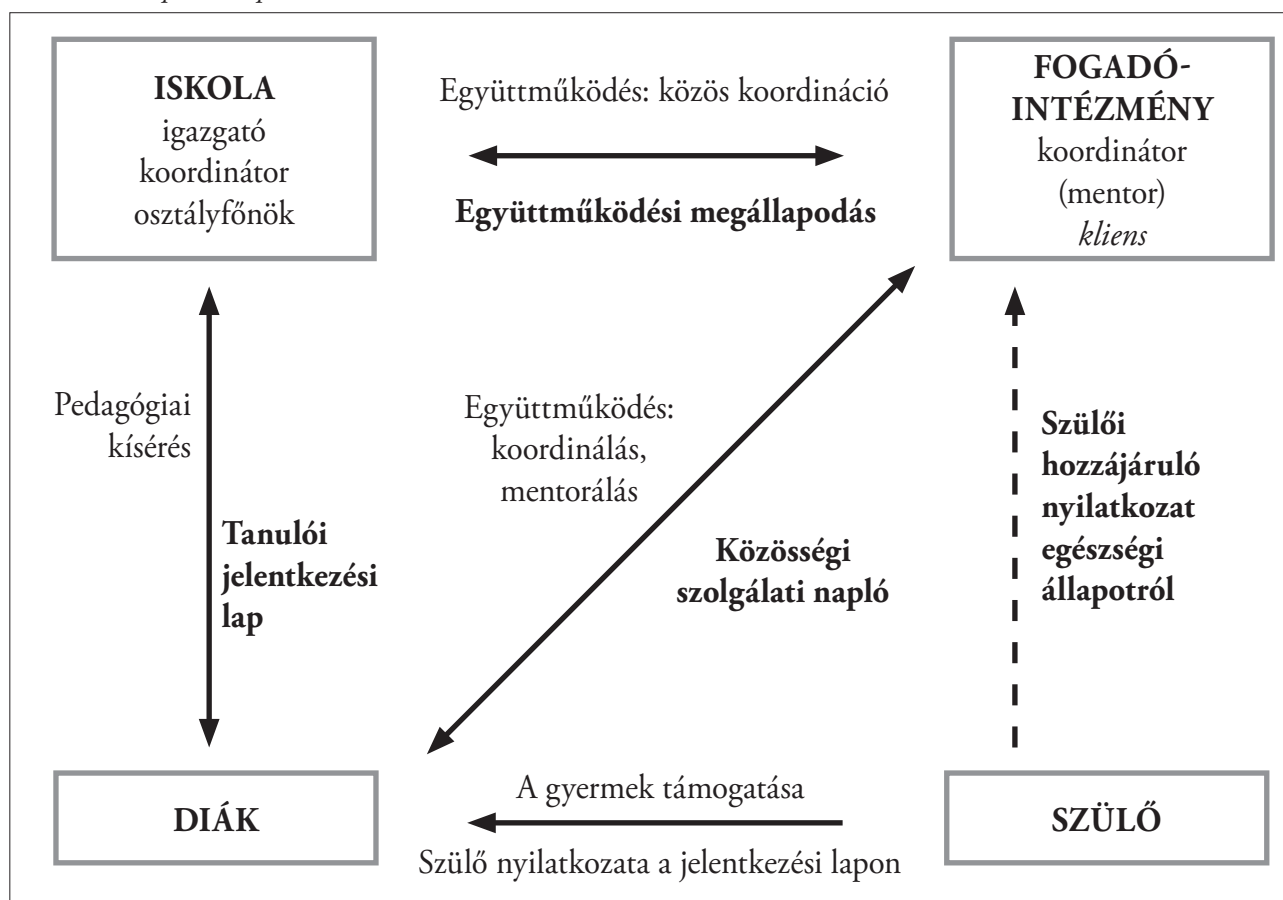 ISKOLA
igazgató
koordinátor
osztályfőnök
Együttműködés: közös koordináció
Együttműködési megállapodás
FOGADÓ-
INTÉZMÉNY
koordinátor
(mentor)
kliens
Pedagógiai
kísérés
Tanulói
jelentkezési
lap
Együttműködés:
koordinálás,
mentorálás
Közösségi
szolgálati napló
Szülői
hozzájáruló
nyilatkozat
egészségi
állapotról
DIÁK
A gyermek támogatása
Szülő nyilatkozata a jelentkezési lapon
SZÜLŐ